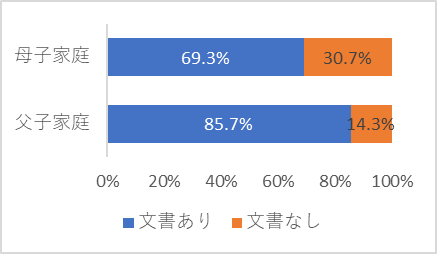 母子家庭 69.3% 30.7%
父子家庭 85.7% 14.3%
0% 20% 40% 60% 80% 100%
文書あり 文書なし